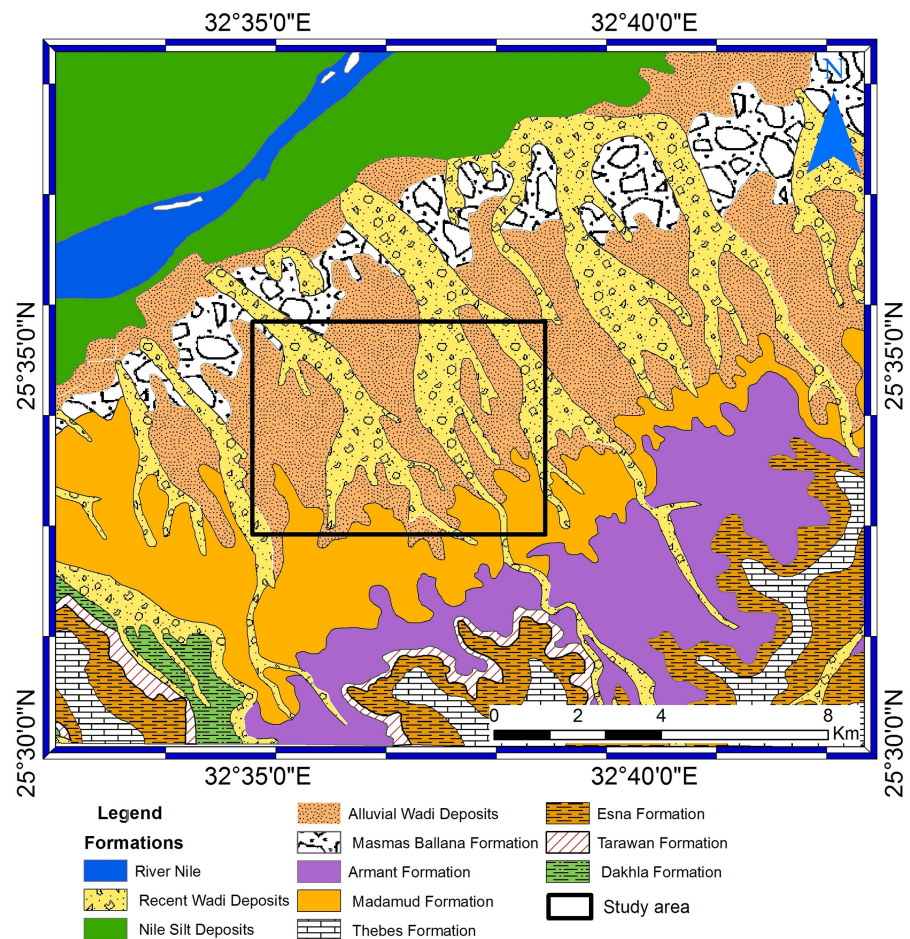 32°35'0"E 32°40'0"E
N
25°35'0"N 25°35'0"N
25°30'0"N 25°30'0"N
0 2 4 8
Km
32°35'0"E 32°40'0"E
Legend
Formations
River Nile
Recent Wadi Deposits
Nile Silt Deposits
Alluvial Wadi Deposits
Masmas Ballana Formation
Armant Formation
Madamud Formation
Thebes Formation
Esna Formation
Tarawan Formation
Dakhla Formation
Study area